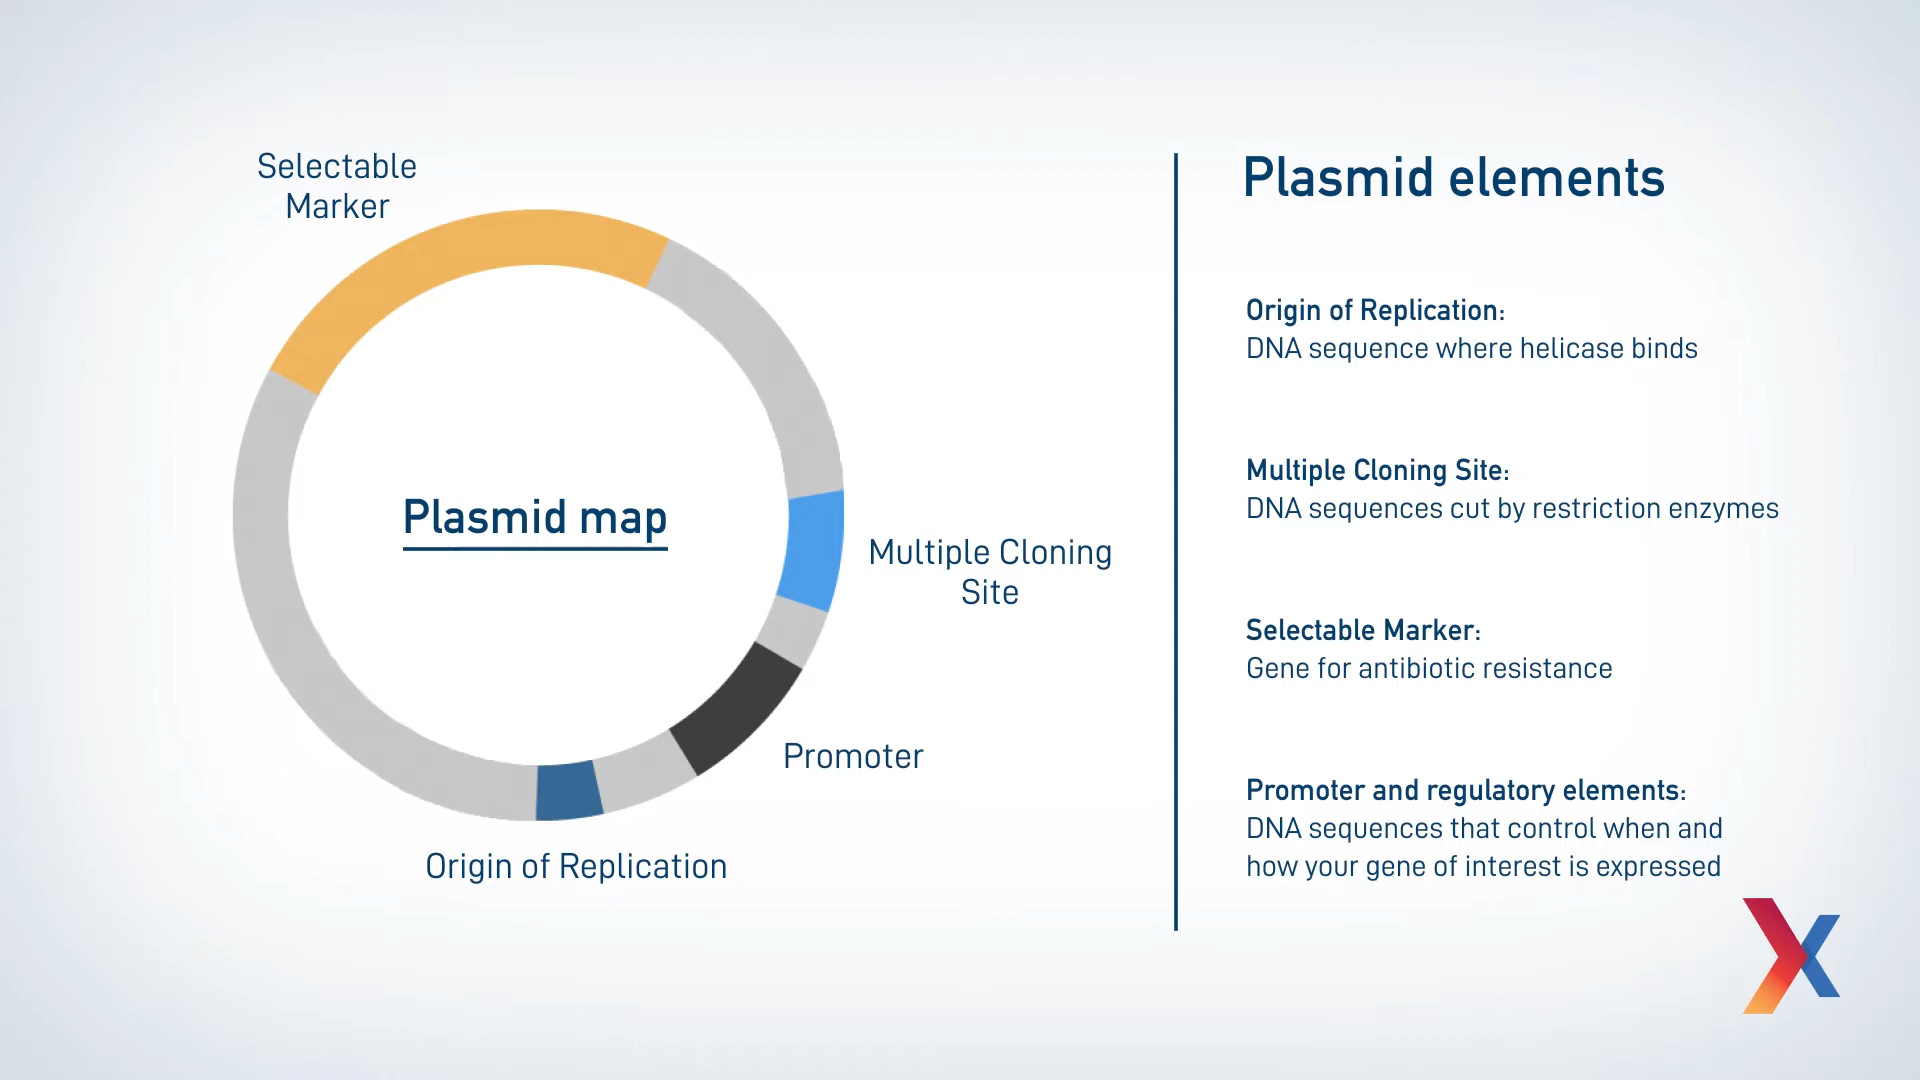 Selectable
Marker
Plasmid map
Multiple Cloning
Site
Promoter
Origin of Replication
Plasmid elements
Origin of Replication:
DNA sequence where helicase binds
Multiple Cloning Site:
DNA sequences cut by restriction enzymes
Selectable Marker:
Gene for antibiotic resistance
Promoter and regulatory elements:
DNA sequences that control when and
how your gene of interest is expressed